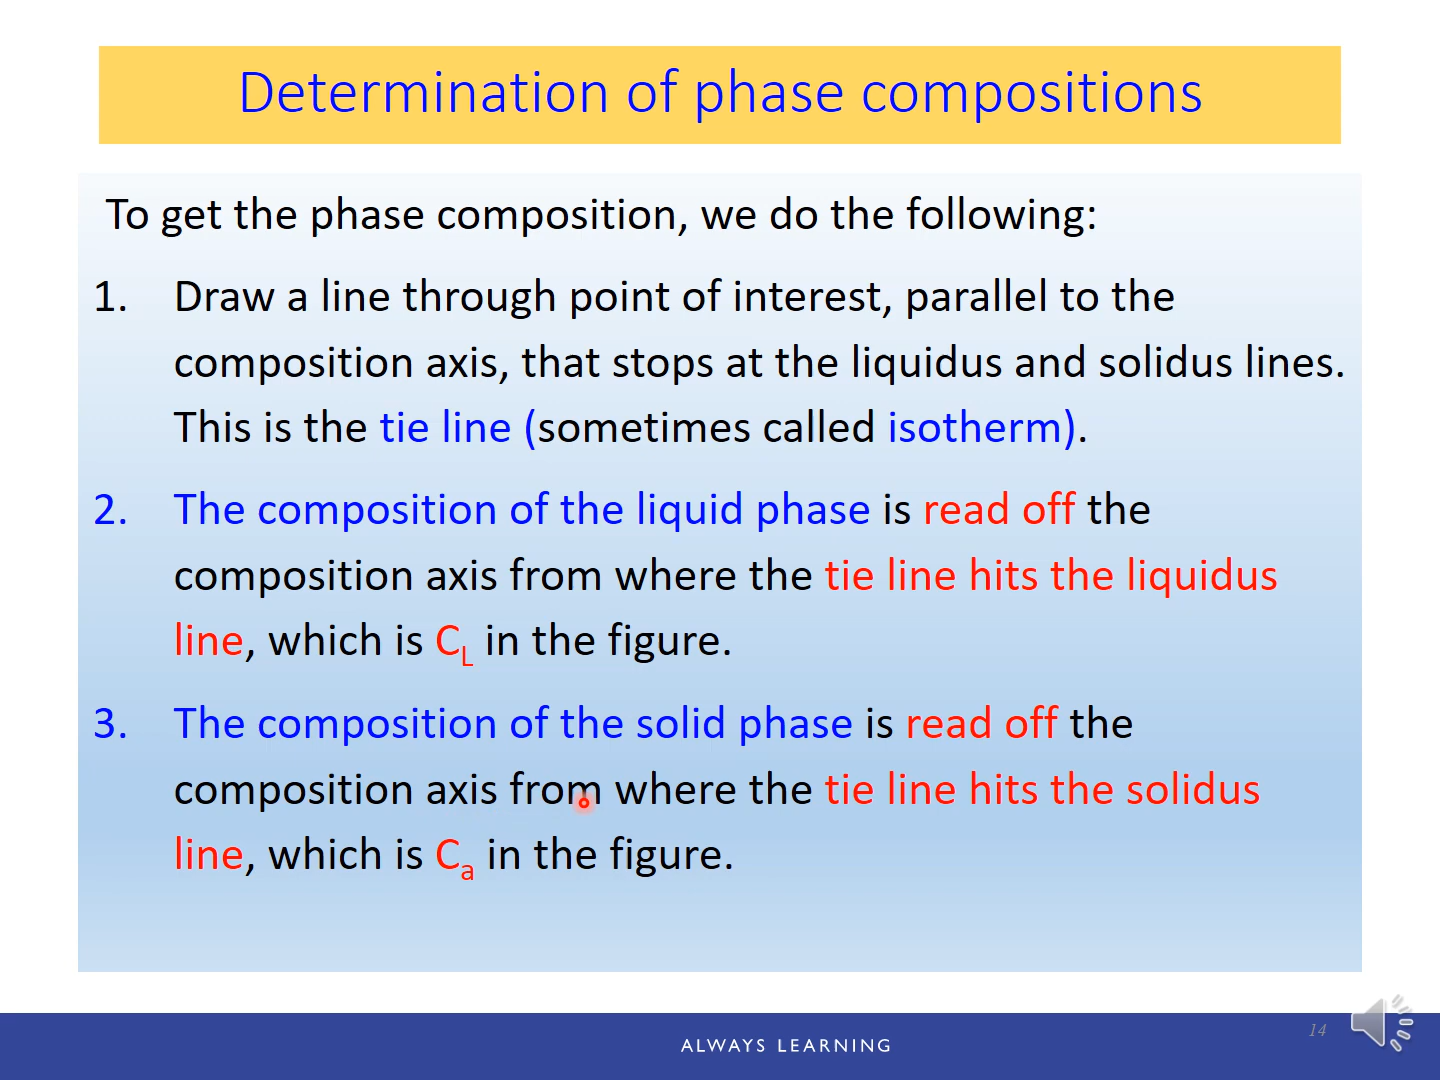 Determination of phase compositions
To get the phase composition, we do the following:
1. Draw a line through point of interest, parallel to the
composition axis, that stops at the liquidus and solidus lines.
This is the tie line (sometimes called isotherm).
2. The composition of the liquid phase is read off the
composition axis from where the tie line hits the liquidus
line, which is C_L in the figure.
3. The composition of the solid phase is read off the
composition axis from where the tie line hits the solidus
line, which is C_a in the figure.
14
ALWAYS LEARNING